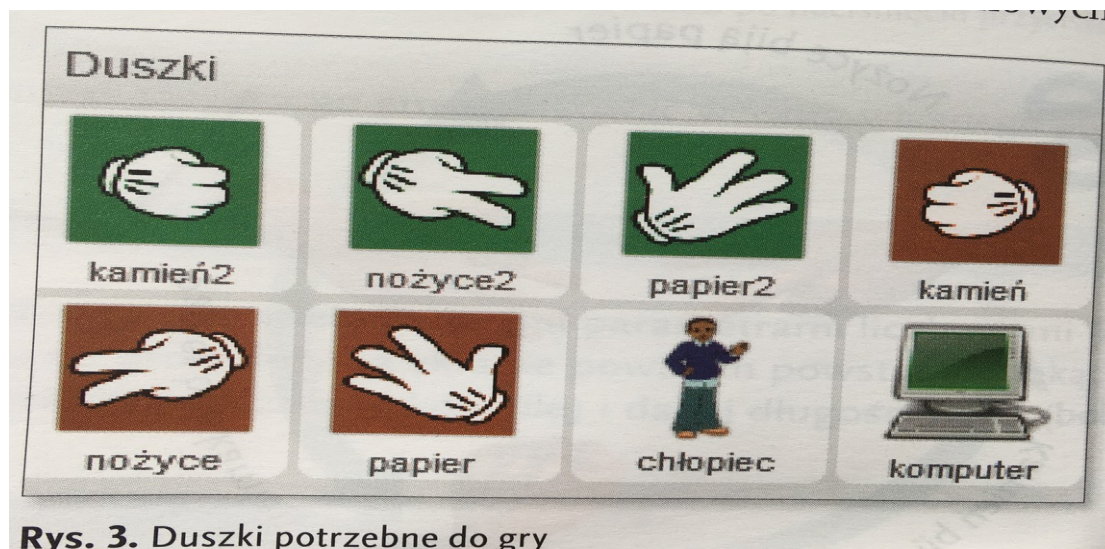 Duszki
kamień2 nożyce2 papier2 kamień
nożyce papier chłopiec komputer
Rys. 3. Duszki potrzebne do gry